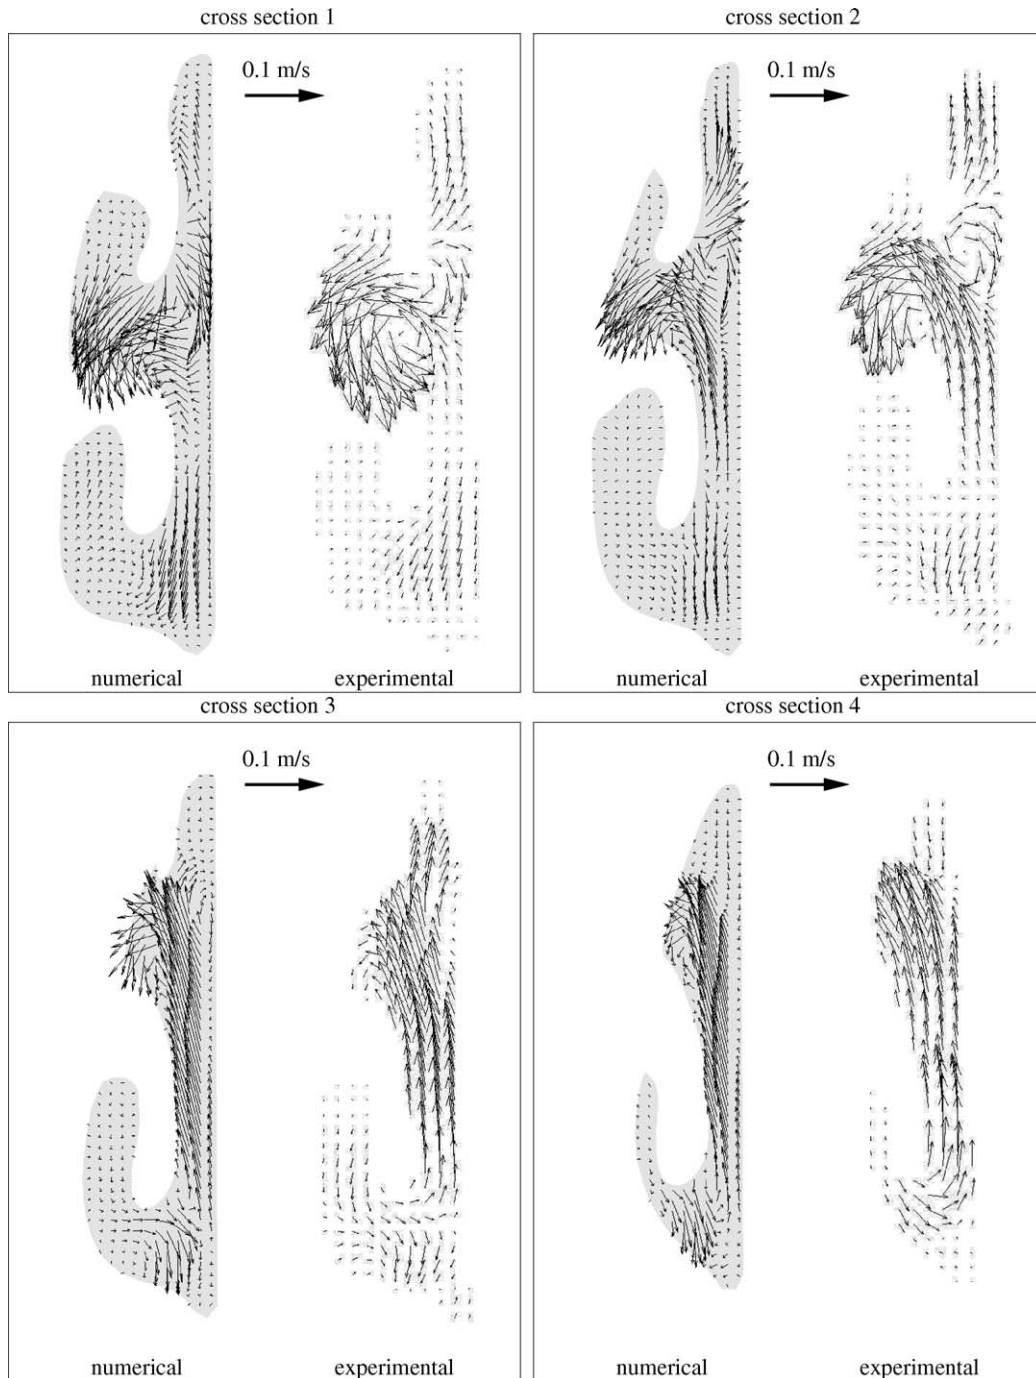 cross section 1
cross section 2
0.1 m/s
0.1 m/s
numerical
experimental
numerical
experimental
cross section 3
cross section 4
0.1 m/s
0.1 m/s
numerical
experimental
numerical
experimental